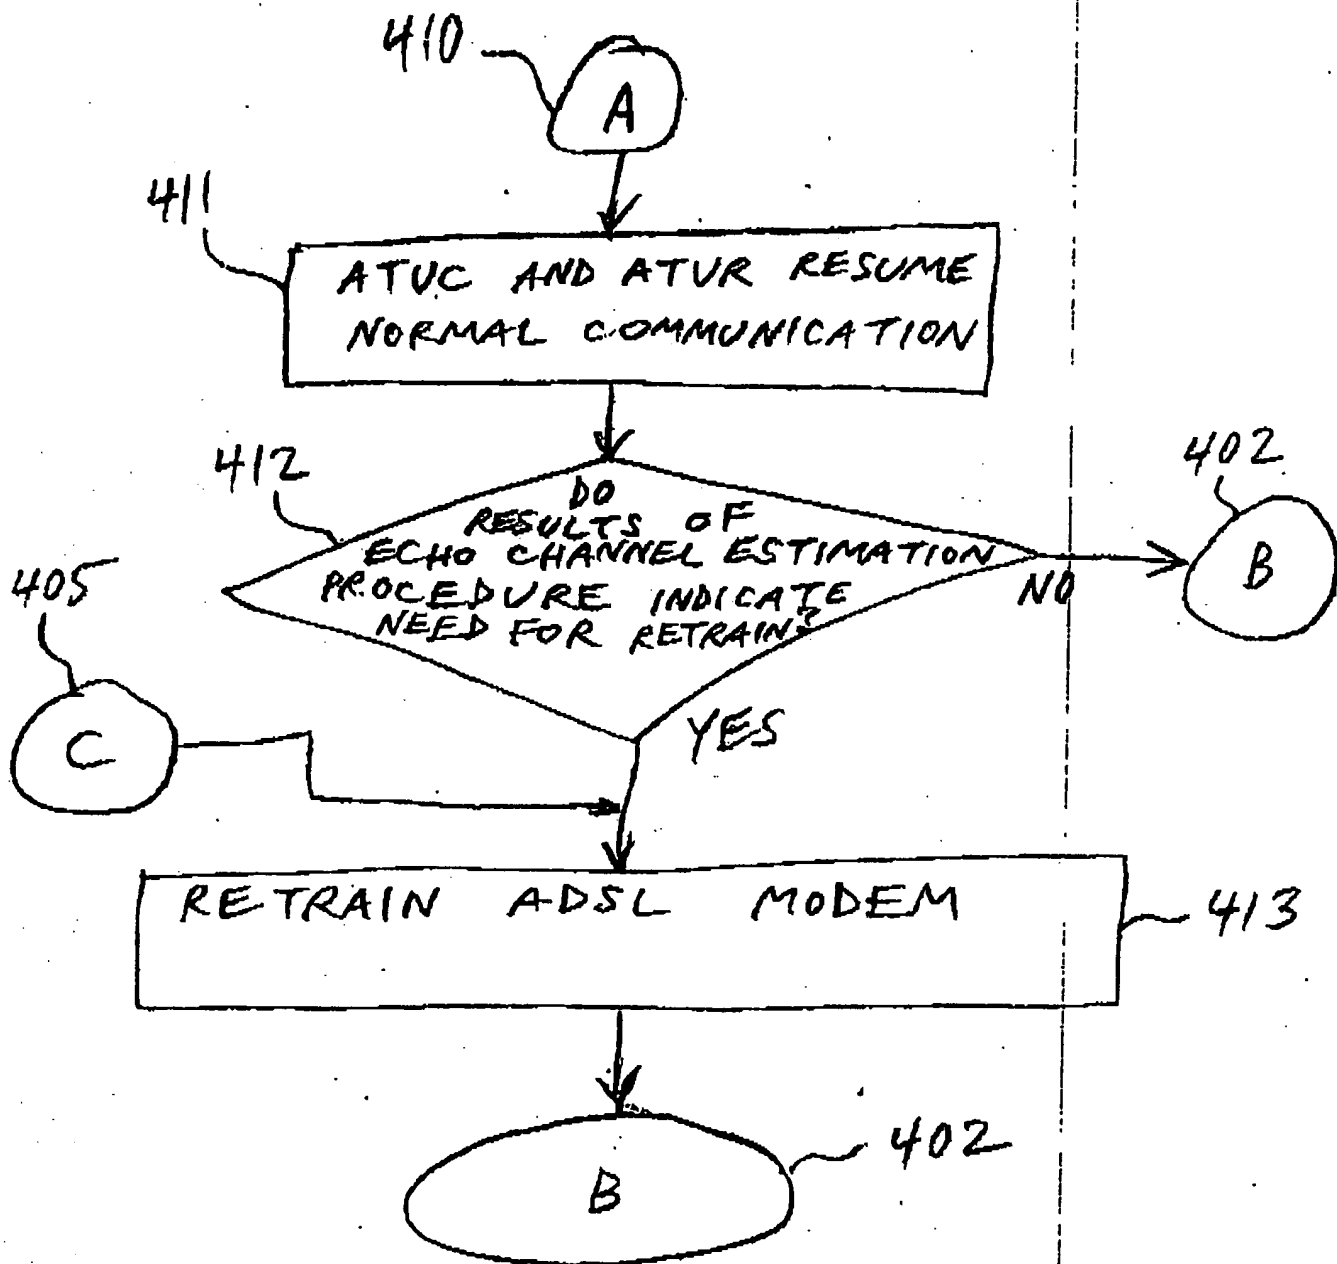 410
A
411
ATUC AND ATUR RESUME
NORMAL COMMUNICATION
412
DO
RESULTS OF
ECHO CHANNEL ESTIMATION
PROCEDURE INDICATE
NEED FOR RETRAIN?
NO
402
B
405
C
YES
RETRAIN ADSL MODEM
413
B
402